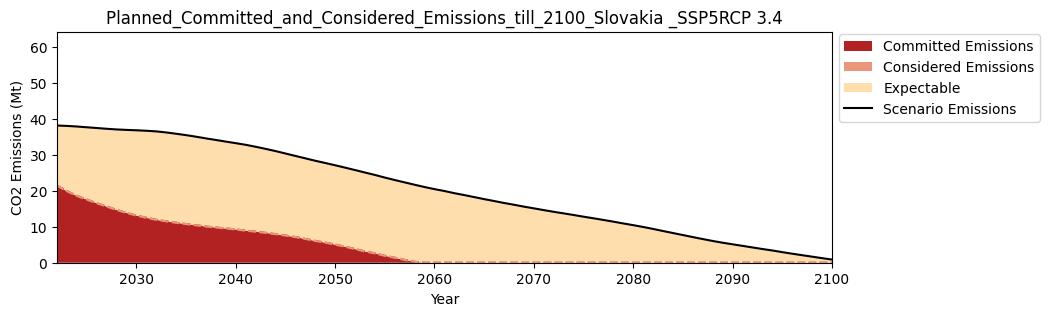 Planned_Committed_and_Considered_Emissions_till_2100_Slovakia _SSP5RCP 3.4
Committed Emissions
Considered Emissions
Expectable
Scenario Emissions
CO2 Emissions (Mt)
60
50
40
30
20
10
0
2030 2040 2050 2060 2070 2080 2090 2100
Year